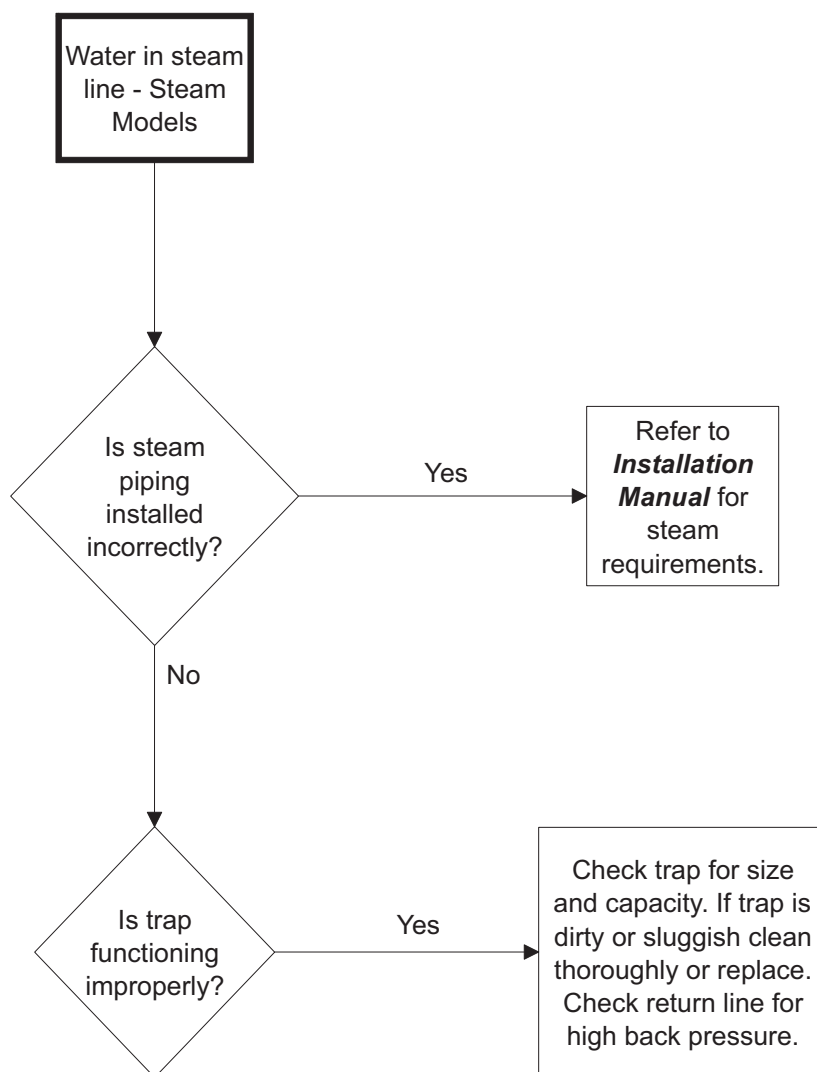 Water in steam
line - Steam
Models
Is steam
piping
installed
incorrectly?
Yes
Refer to
Installation
Manual for
steam
requirements.
No
Is trap
functioning
improperly?
Yes
Check trap for size
and capacity. If trap is
dirty or sluggish clean
thoroughly or replace.
Check return line for
high back pressure.